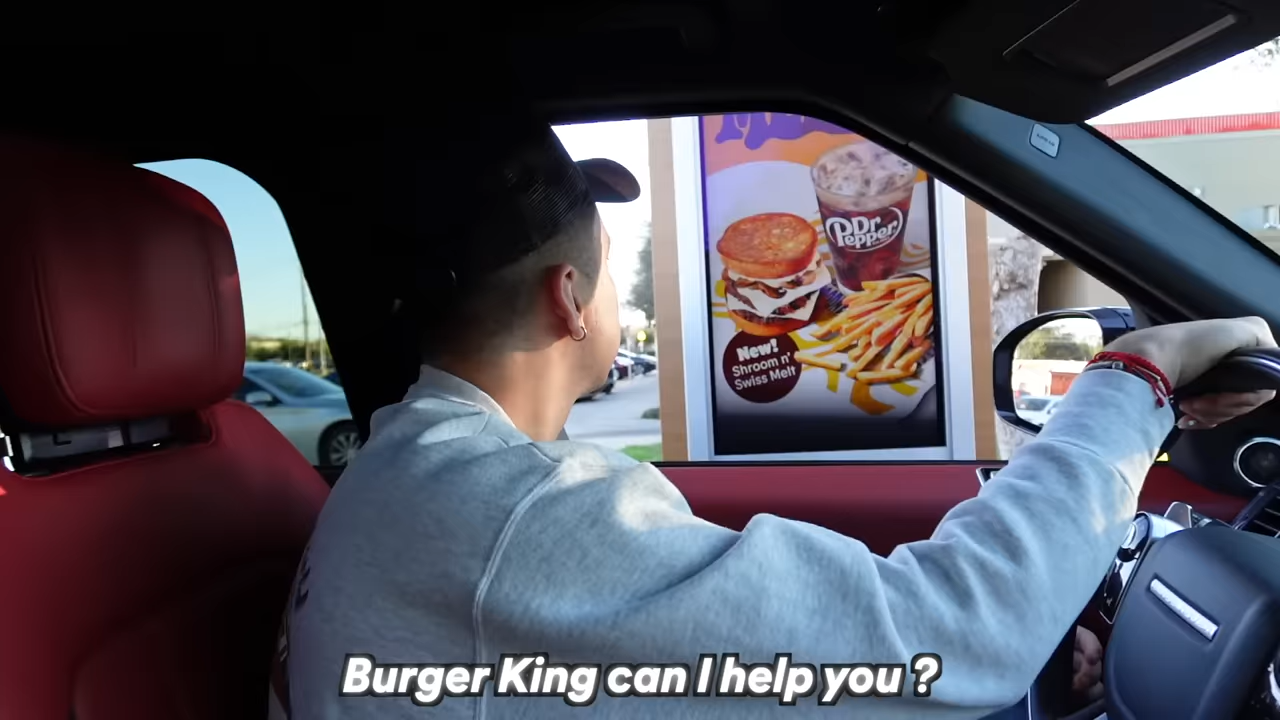 Dr
Pepper
New!
Shroom n'
Swiss Melt
Burger King can I help you ?